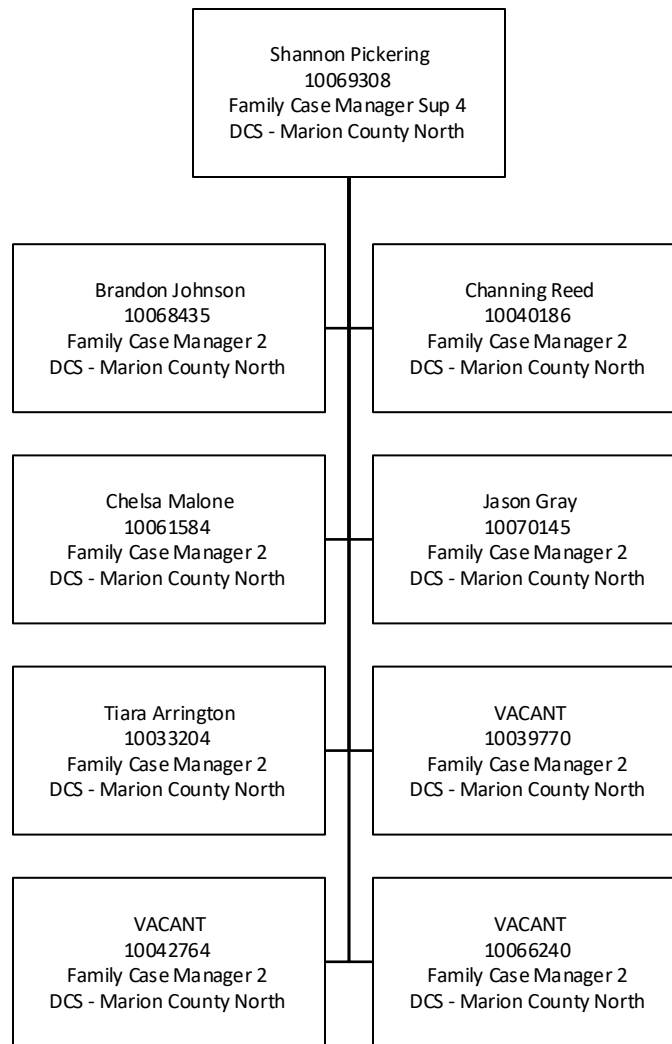 Shannon Pickering
10069308
Family Case Manager Sup 4
DCS - Marion County North
Brandon Johnson
10068435
Family Case Manager 2
DCS - Marion County North
Channing Reed
10040186
Family Case Manager 2
DCS - Marion County North
Chelsa Malone
10061584
Family Case Manager 2
DCS - Marion County North
Jason Gray
10070145
Family Case Manager 2
DCS - Marion County North
Tiara Arrington
10033204
Family Case Manager 2
DCS - Marion County North
VACANT
10039770
Family Case Manager 2
DCS - Marion County North
VACANT
10042764
Family Case Manager 2
DCS - Marion County North
VACANT
10066240
Family Case Manager 2
DCS - Marion County North